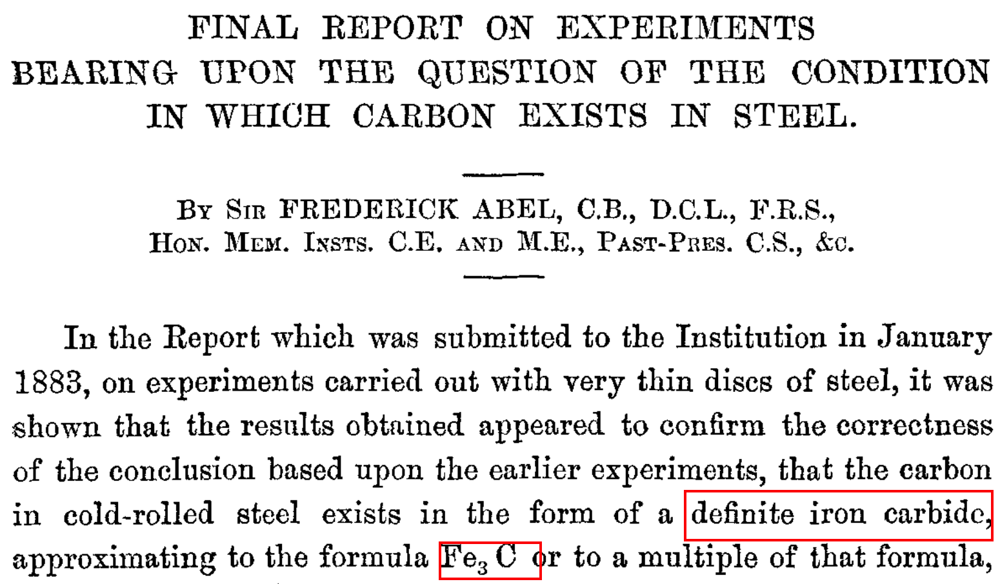 FINAL REPORT ON EXPERIMENTS
BEARING UPON THE QUESTION OF THE CONDITION
IN WHICH CARBON EXISTS IN STEEL.
By Sir FREDERICK ABEL, C.B., D.C.L., F.R.S.,
Hon. Mem. Insts. C.E. and M.E., Past-Pres. C.S., &c.
In the Report which was submitted to the Institution in January
1883, on experiments carried out with very thin discs of steel, it was
shown that the results obtained appeared to confirm the correctness
of the conclusion based upon the earlier experiments, that the carbon
in cold-rolled steel exists in the form of a definite iron carbide,
approximating to the formula Fe₃ C or to a multiple of that formula,